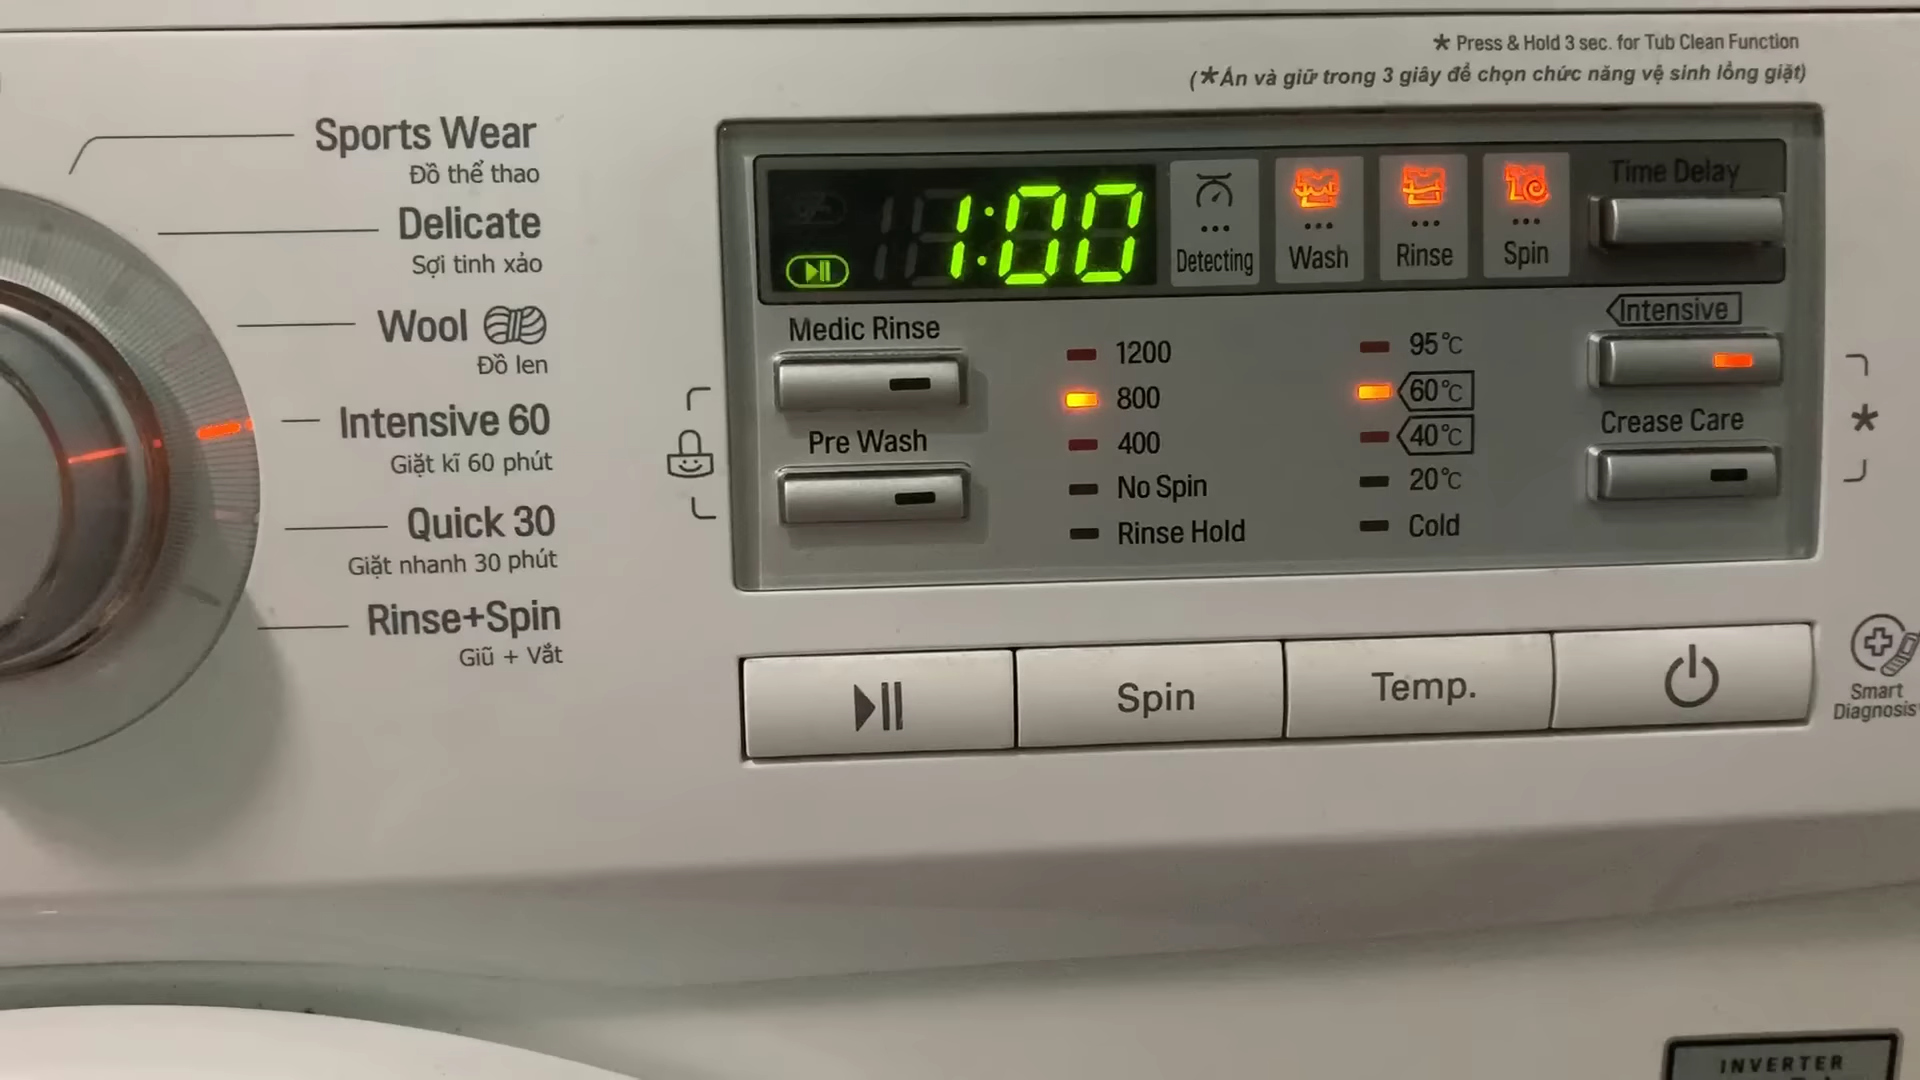 * Press & Hold 3 sec. for Tub Clean Function
(*Ấn và giữ trong 3 giây để chọn chức năng vệ sinh lồng giặt)
Sports Wear
Đồ thể thao
Delicate
Sợi tinh xảo
Wool
Đồ len
Intensive 60
Giặt kĩ 60 phút
Quick 30
Giặt nhanh 30 phút
Rinse+Spin
Giũ + Vắt
1:00
Detecting
Wash
Rinse
Spin
Time Delay
Medic Rinse
Pre Wash
1200
800
400
No Spin
Rinse Hold
95°C
60°C
40°C
20°C
Cold
Intensive
Crease Care
*
Spin
Temp.
Smart
Diagnosis
INVERTER